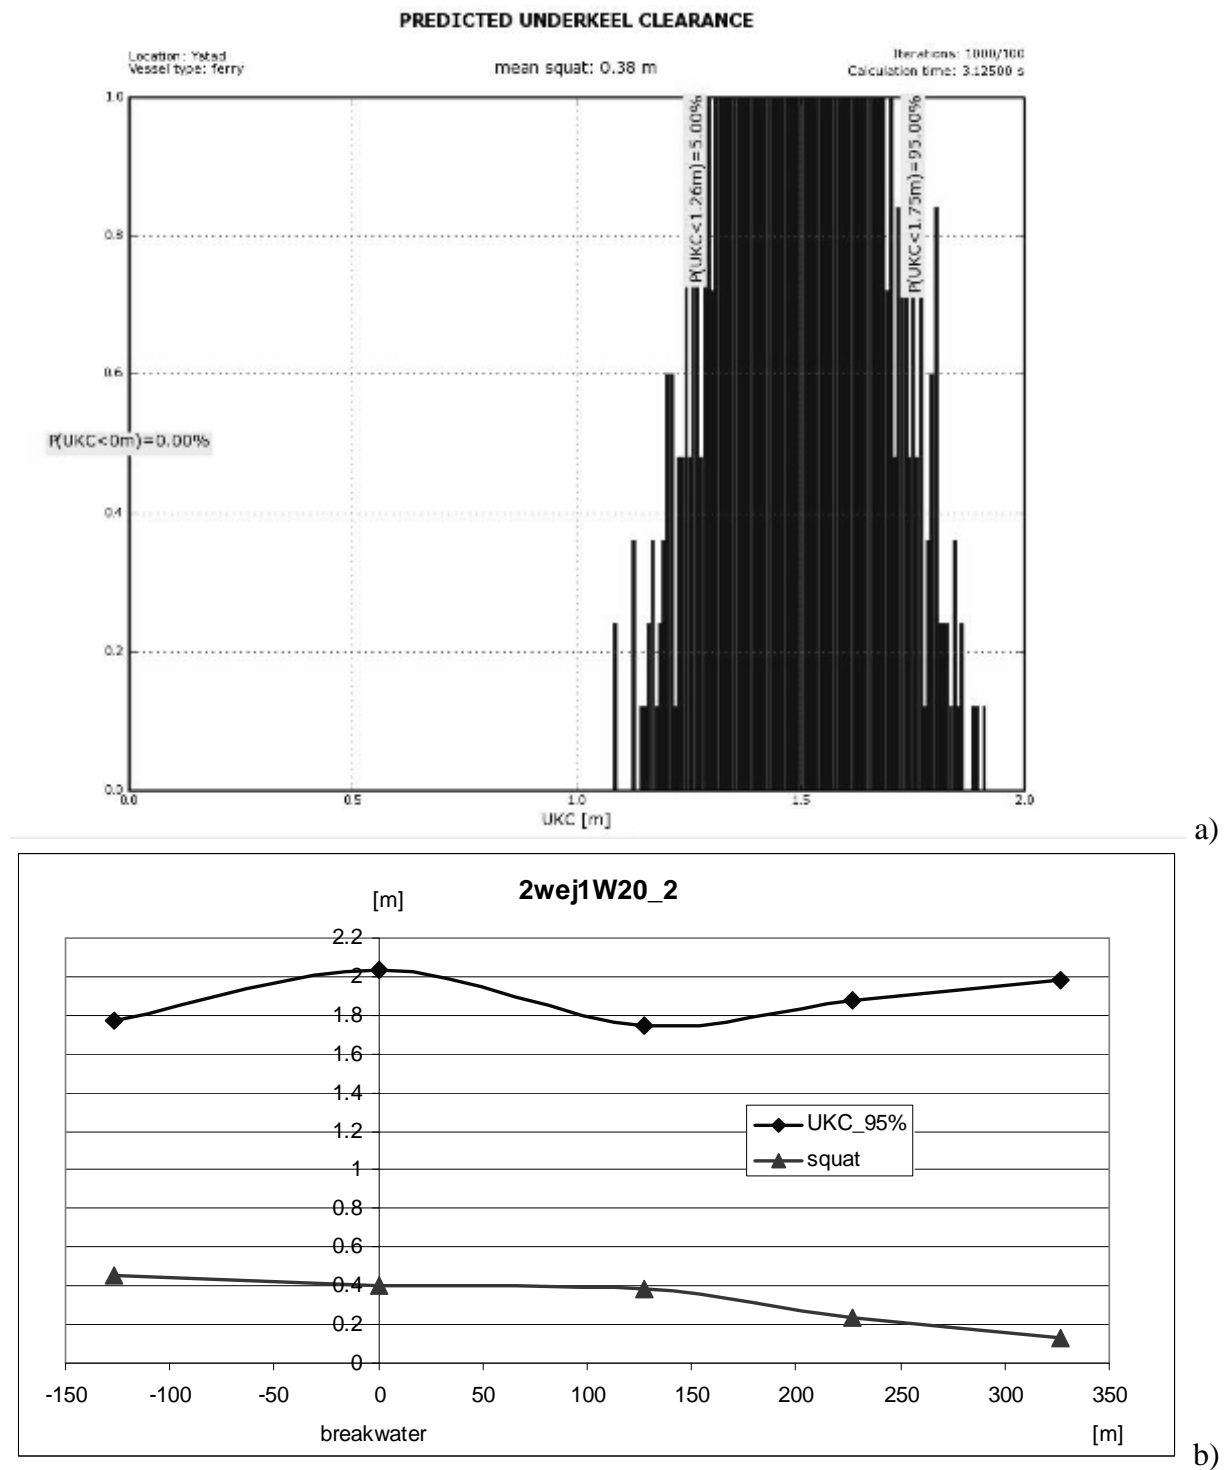 PREDICTED UNDERKEEL CLEARANCE
Location: Ystad
Vessel type: ferry
mean squat: 0.38 m
Iterations: 1000/100
Calculation time: 3.12500 s
1.0
0.8
0.6
0.4
0.2
0.0
P(UKC<0m)=0.00%
P(UKC<1.26m)=5.00%
P(UKC<1.75m)=95.00%
0.0 0.5 1.0 1.5 2.0
UKC [m]
a)
2wej1W20_2
[m]
2.2
2
1.8
1.6
1.4
1.2
1
0.8
0.6
0.4
0.2
0
UKC_95%
squat
-150 -100 -50 0 50 100 150 200 250 300 350
breakwater [m]
b)